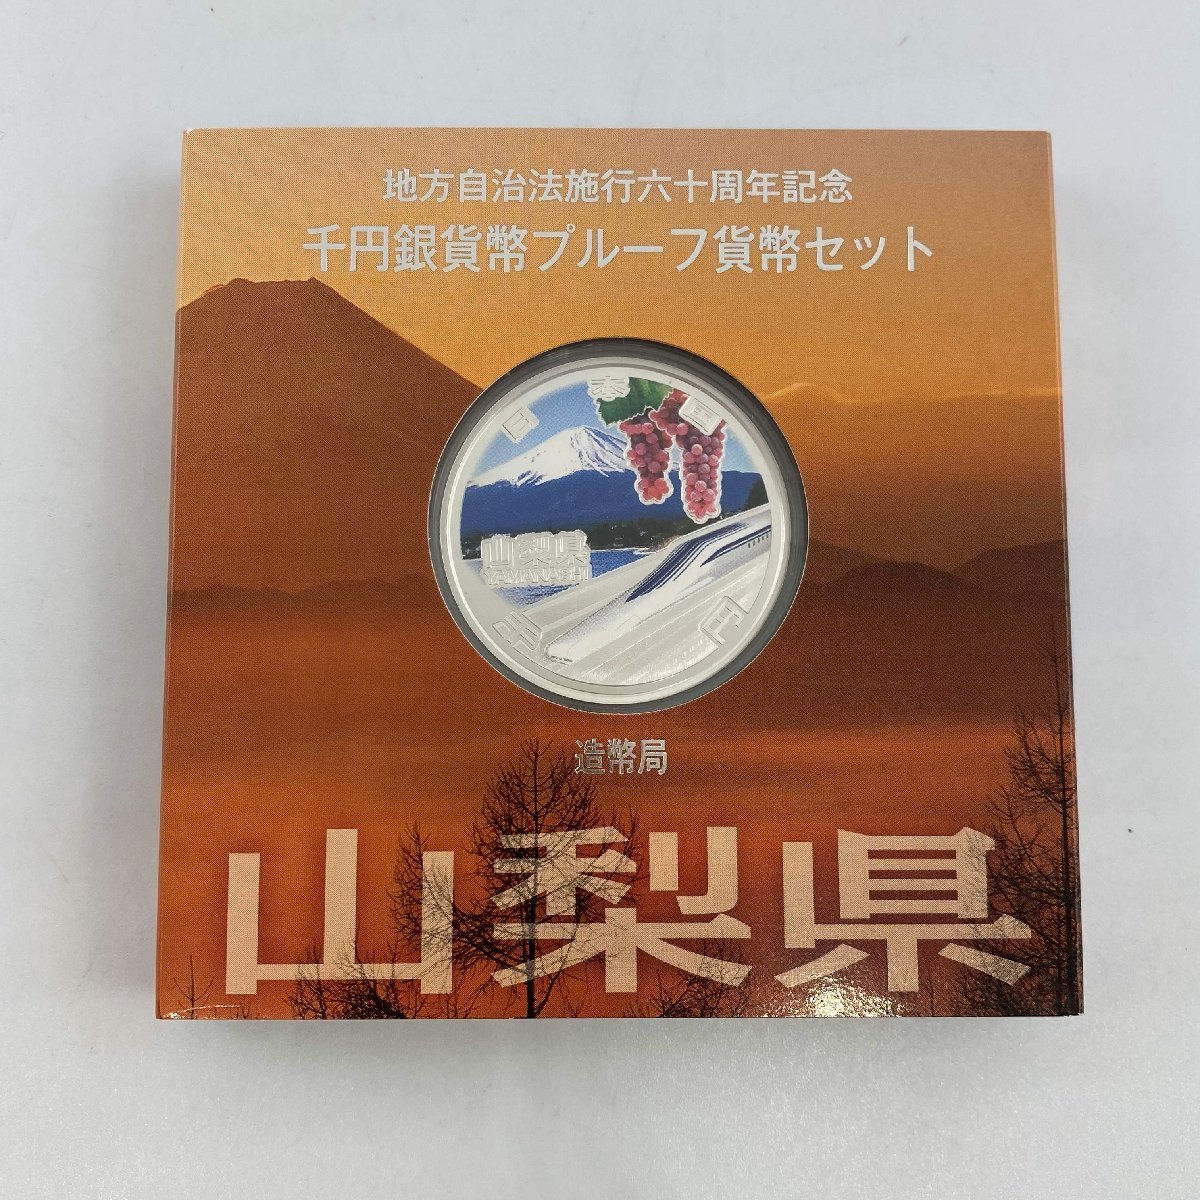 地方自治法施行六十周年記念
千円銀貨幣プルーフ貨幣セット
日本国
山梨県
YAMANASHI
千円
造幣局
山梨県